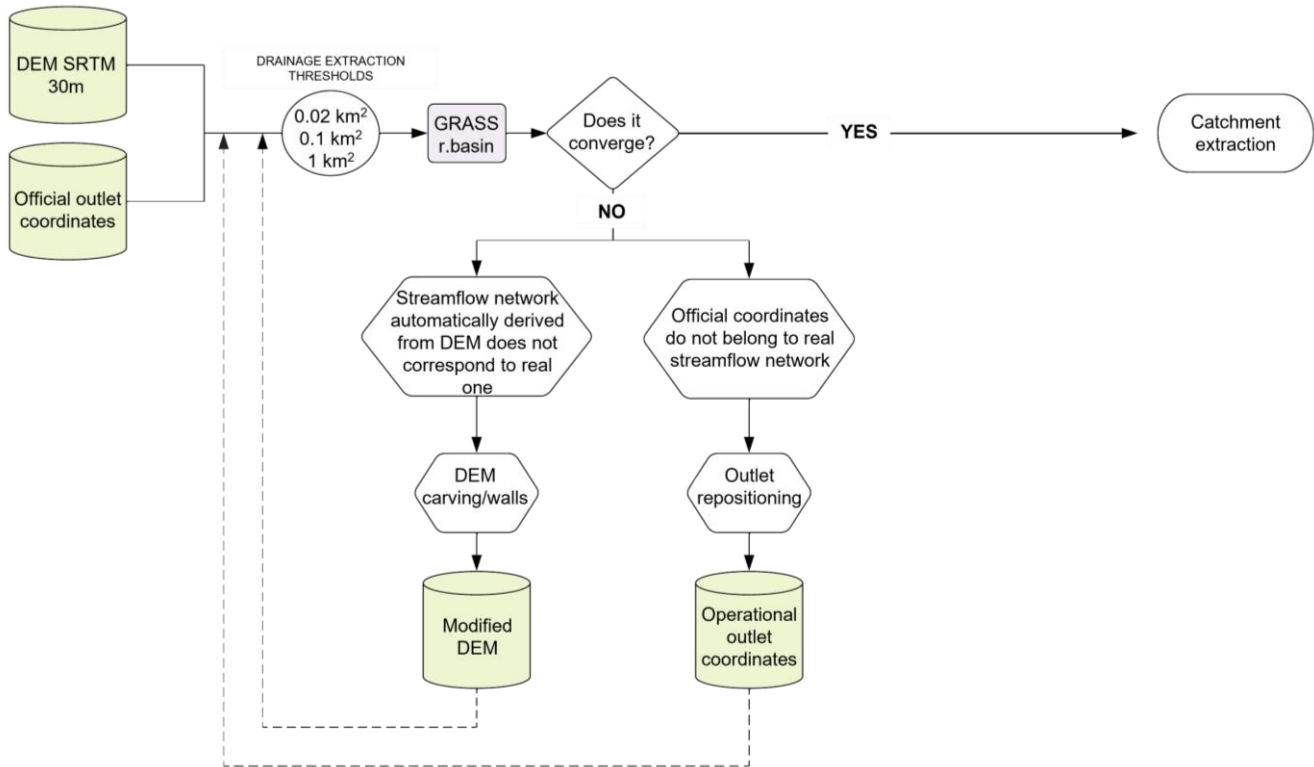 DEM SRTM
30m
Official outlet
coordinates
DRAINAGE EXTRACTION
THRESHOLDS
0.02 km²
0.1 km²
1 km²
GRASS
r.basin
Does it
converge?
YES
Catchment
extraction
NO
Streamflow network
automatically derived
from DEM does not
correspond to real
one
Official coordinates
do not belong to real
streamflow network
DEM
carving/walls
Outlet
repositioning
Modified
DEM
Operational
outlet
coordinates